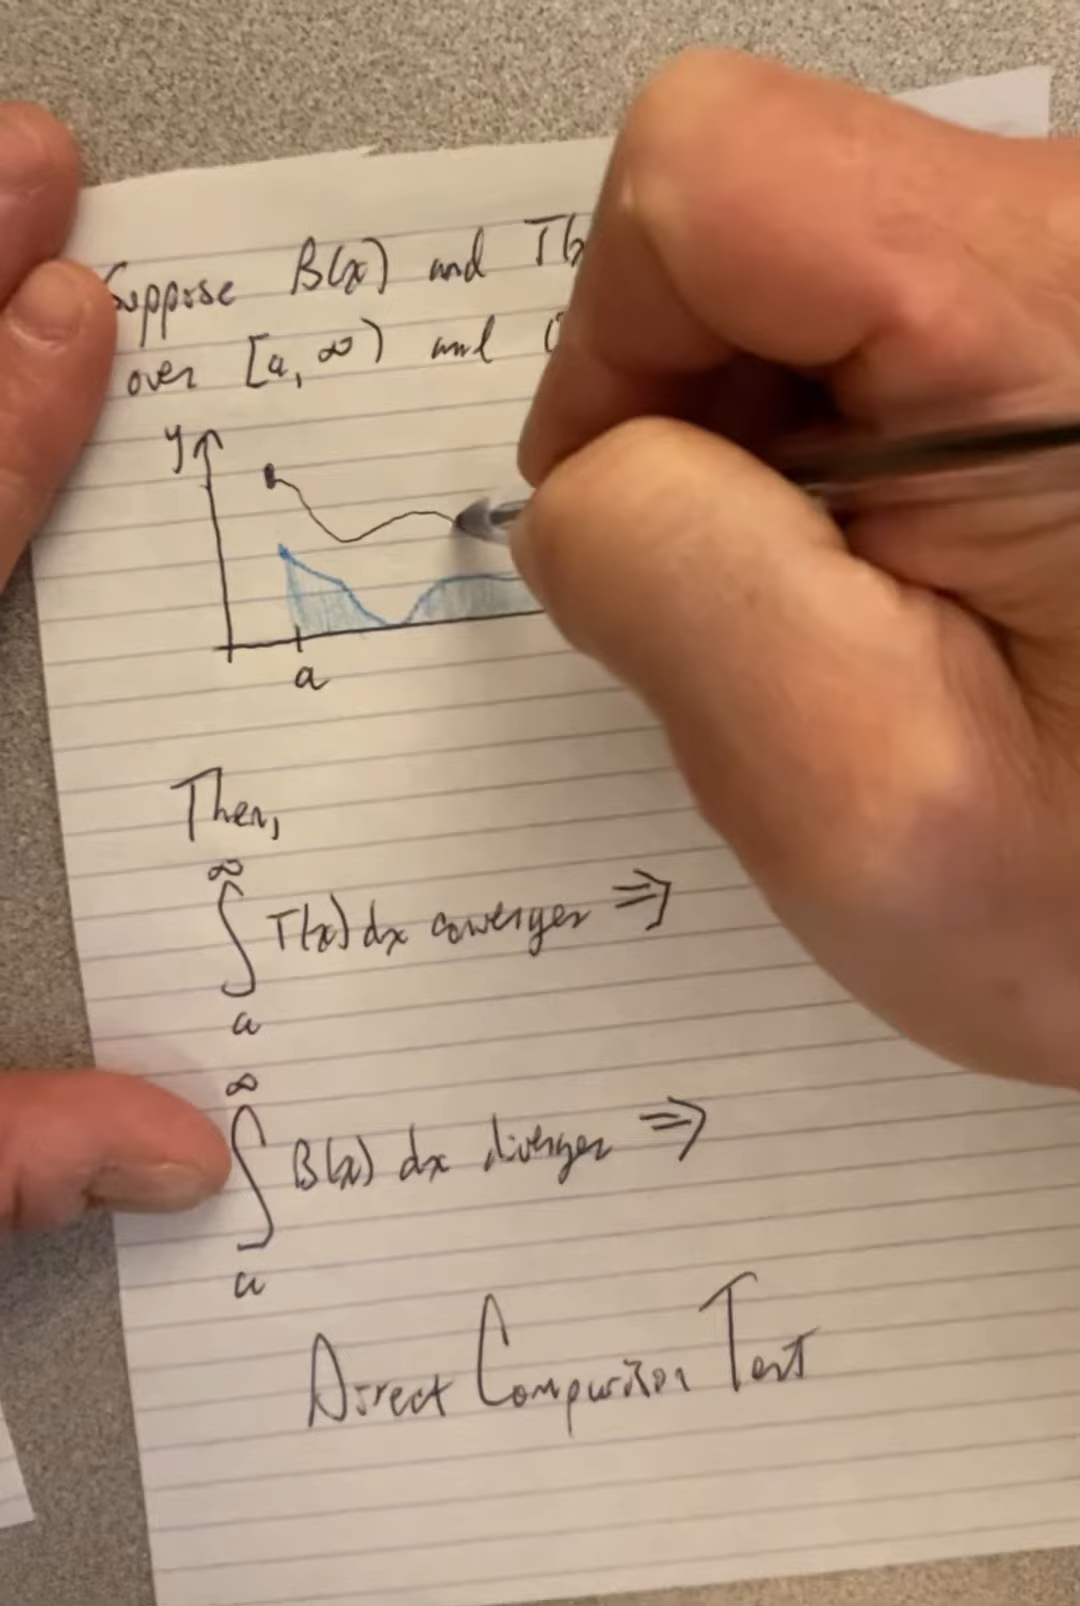 Suppose B(x) and T(x
over [a, ∞) and
y
a
Then,
∞
∫ T(x) dx converges ⇒
a
∞
∫ B(x) dx diverges ⇒
a
Direct Comparison Test